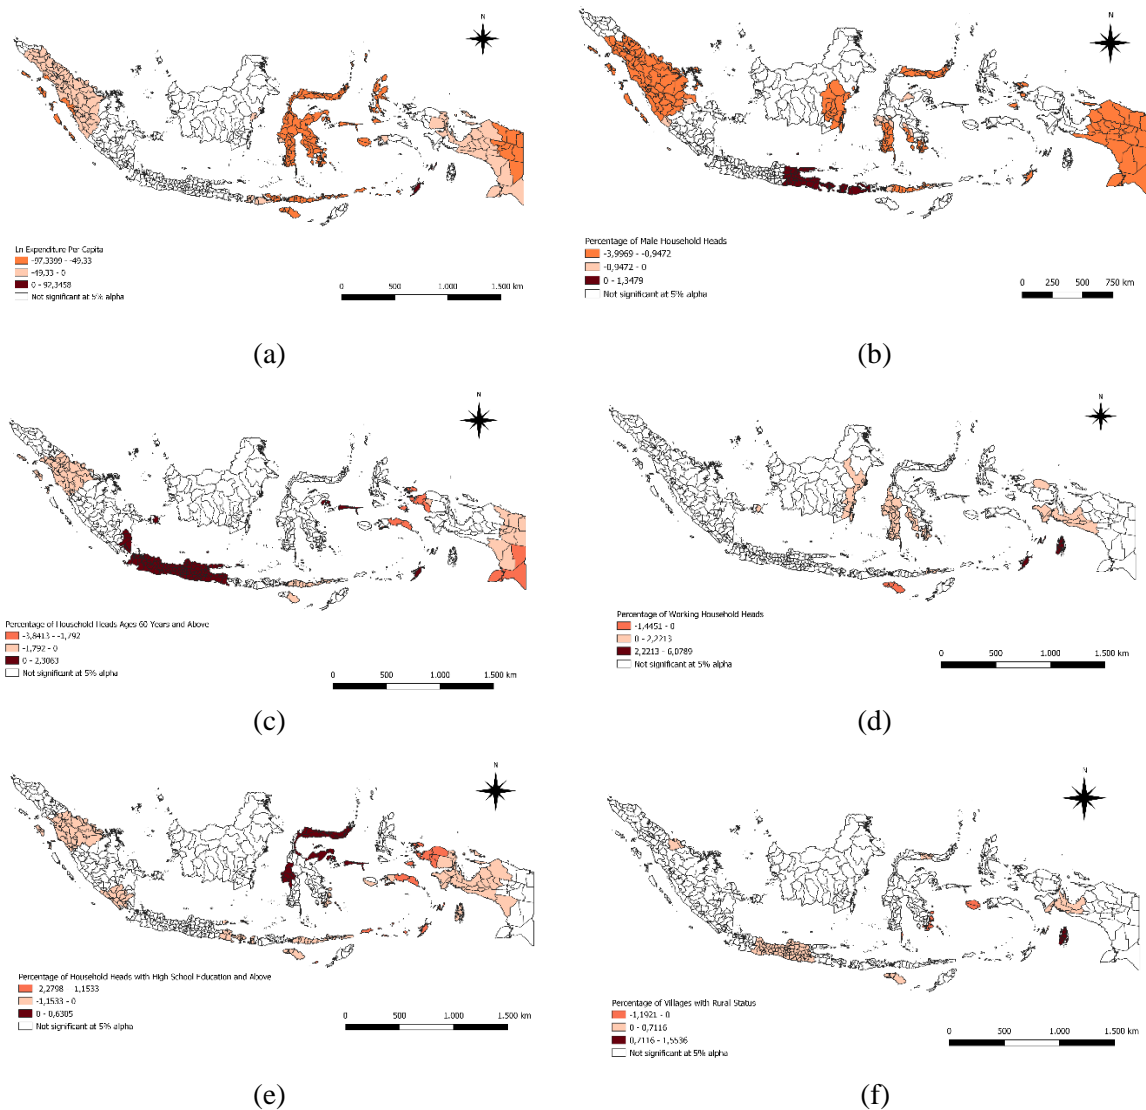 N
Ln Expenditure Per Capita
-97,3399 - -49,33
-49,33 - 0
0 - 97,3458
Not significant at 5% alpha
0 500 1.000 1.500 km
(a)
N
Percentage of Male Household Heads
-3,9969 - -0,9472
-0,9472 - 0
0 - 1,3479
Not significant at 5% alpha
0 250 500 750 km
(b)
N
Percentage of Household Heads Ages 60 Years and Above
-3,8413 - -1,792
-1,792 - 0
0 - 2,3063
Not significant at 5% alpha
0 500 1.000 1.500 km
(c)
N
Percentage of Working Household Heads
-1,4451 - 0
0 - 2,2213
2,2213 - 6,0789
Not significant at 5% alpha
0 500 1.000 1.500 km
(d)
N
Percentage of Household Heads with High School Education and Above
2,2798 1,1533
-1,1533 - 0
0 - 0,6305
Not significant at 5% alpha
0 500 1.000 1.500 km
(e)
N
Percentage of Villages with Rural Status
-1,1921 - 0
0 - 0,7116
0,7116 - 1,5536
Not significant at 5% alpha
0 500 1.000 1.500 km
(f)